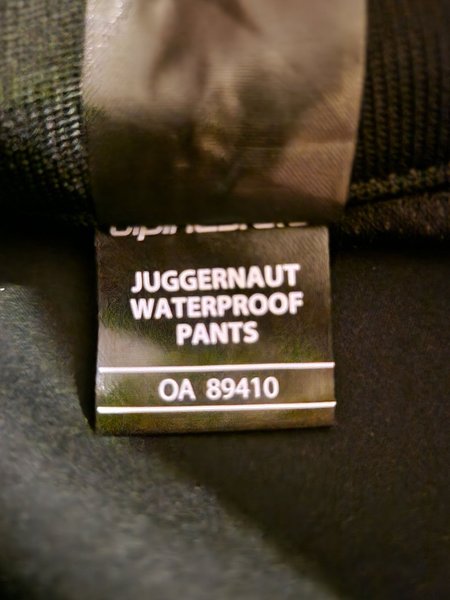 JUGGERNAUT
WATERPROOF
PANTS
OA 89410